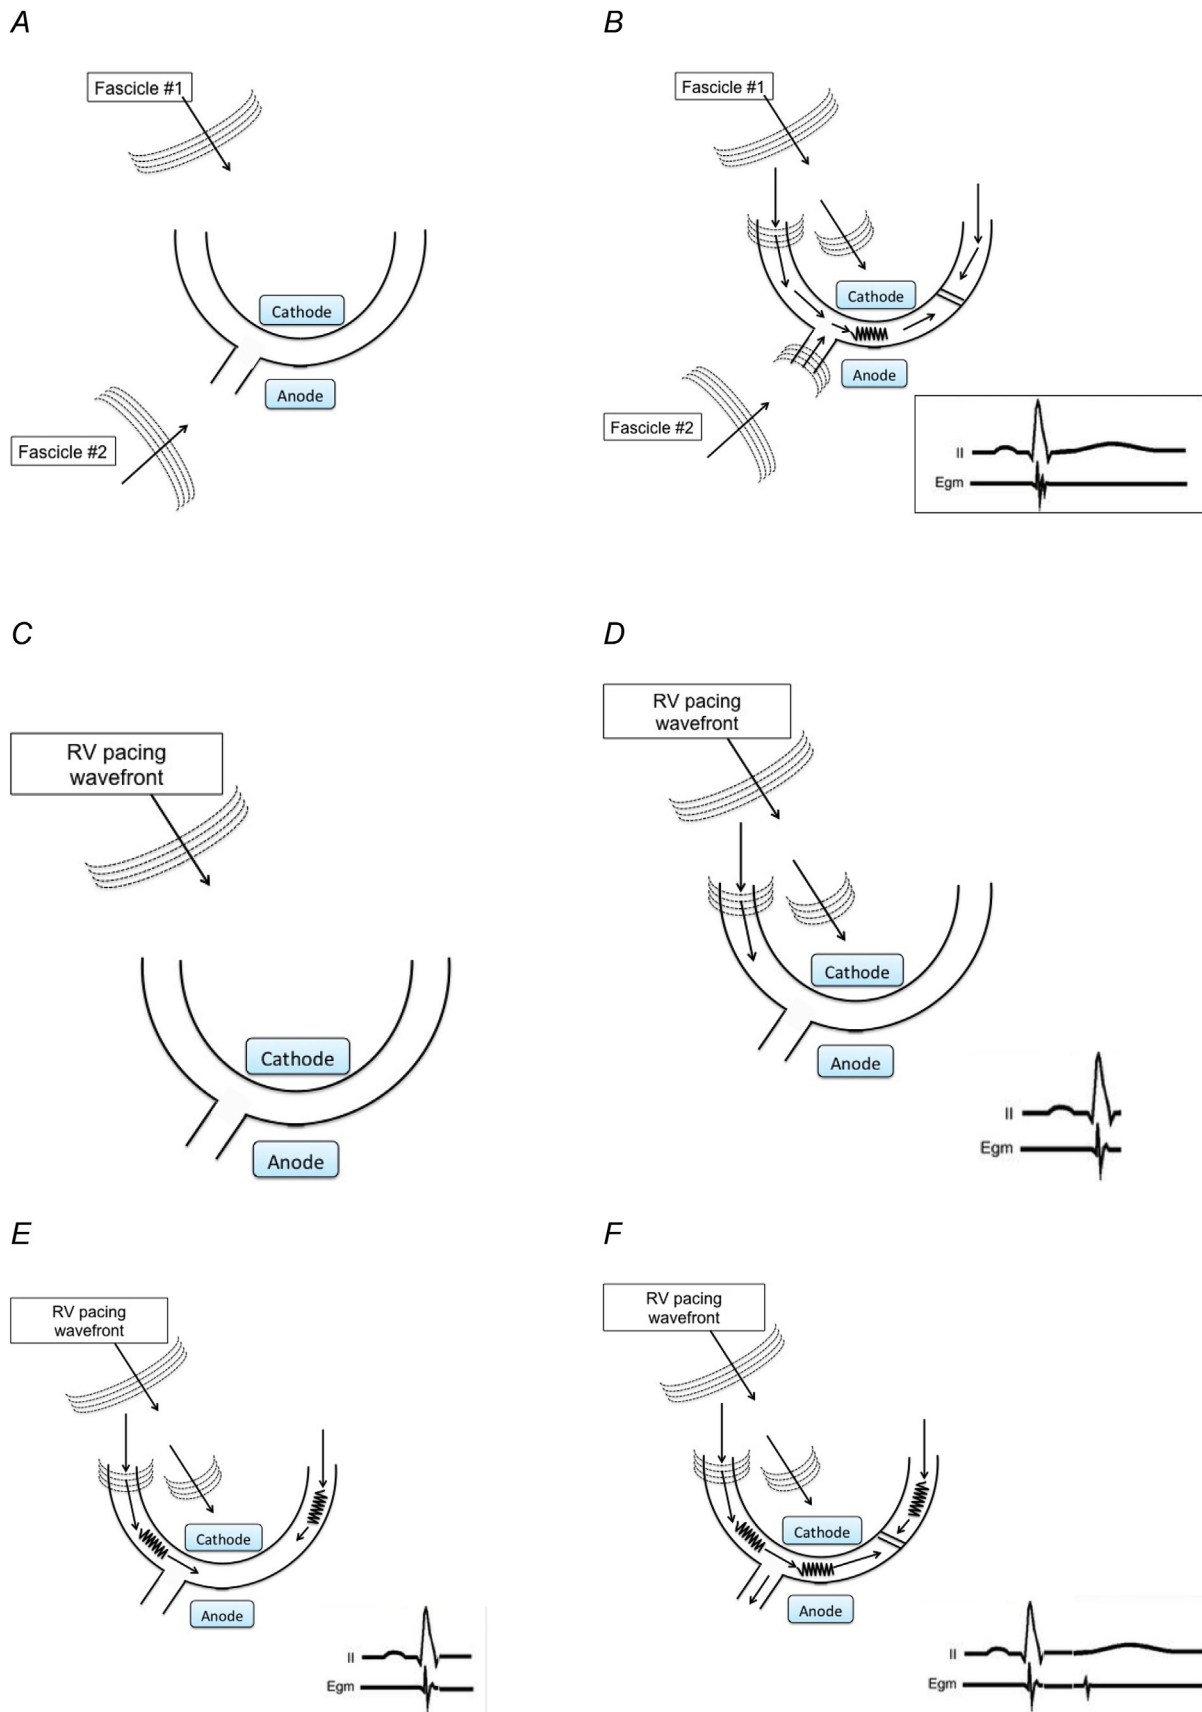 A
Fascicle #1
Cathode
Anode
Fascicle #2
B
Fascicle #1
Cathode
Anode
Fascicle #2
II
Egm
C
RV pacing
wavefront
Cathode
Anode
D
RV pacing
wavefront
Cathode
Anode
II
Egm
E
RV pacing
wavefront
Cathode
Anode
II
Egm
F
RV pacing
wavefront
Cathode
Anode
II
Egm